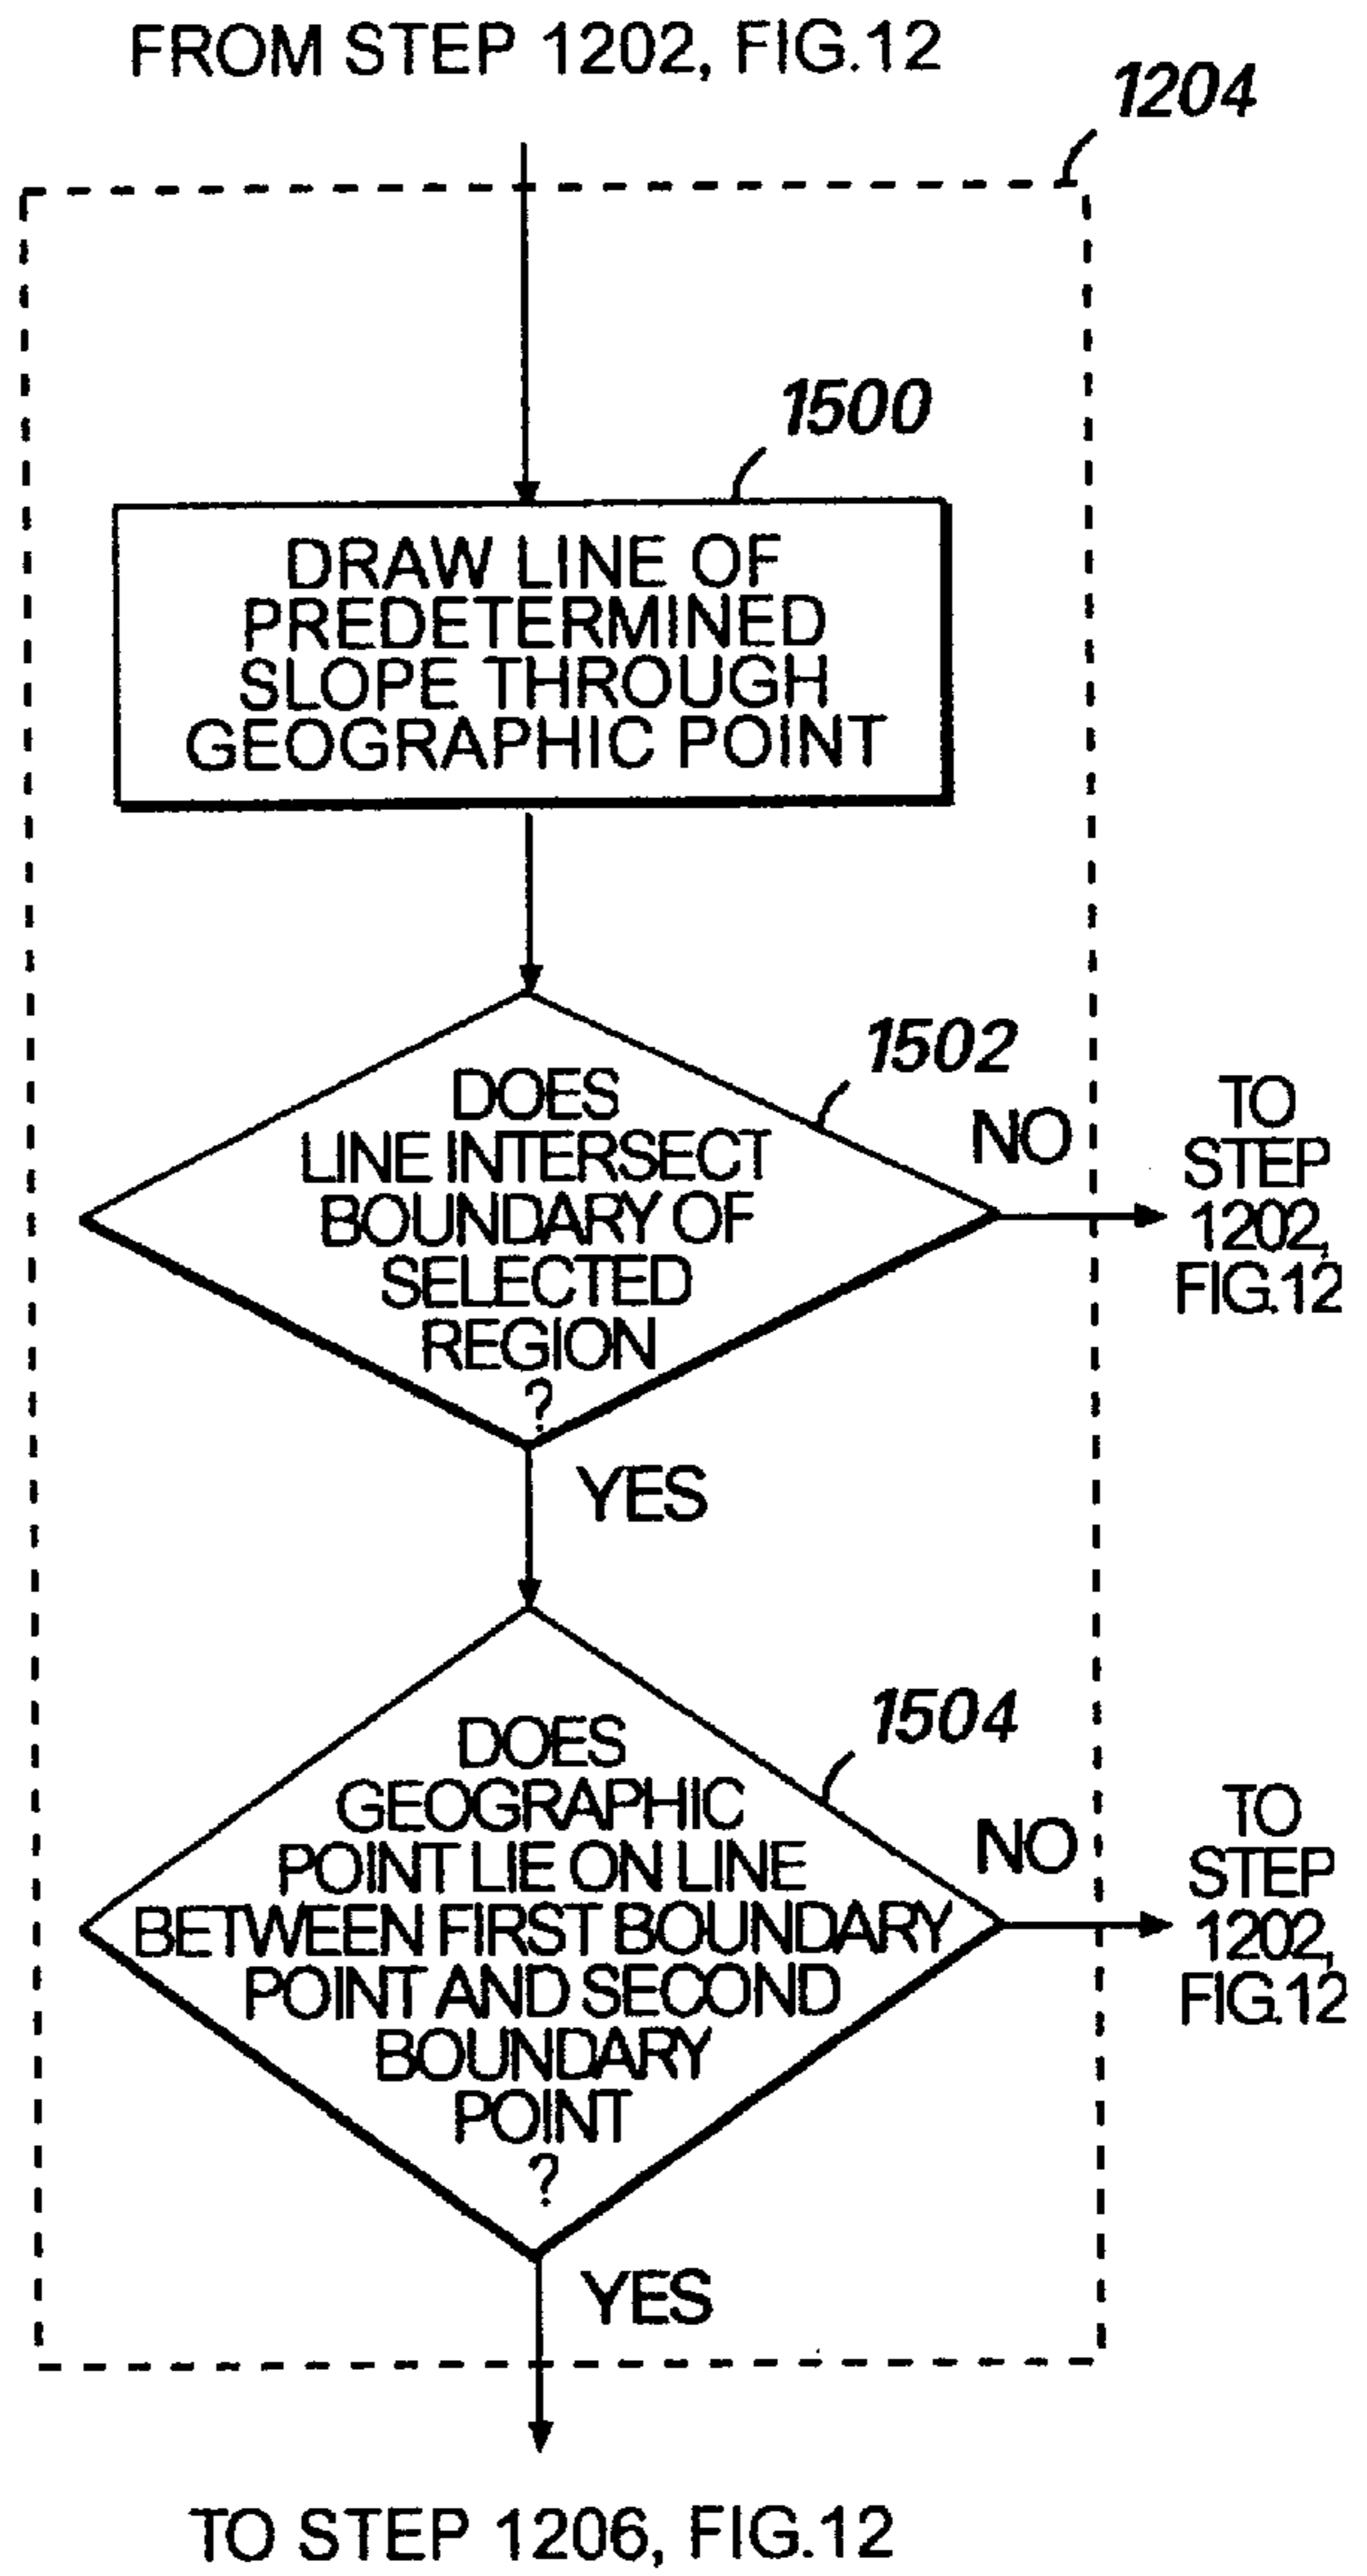 FROM STEP 1202, FIG.12
1204
1500
DRAW LINE OF
PREDETERMINED
SLOPE THROUGH
GEOGRAPHIC POINT
1502
DOES
LINE INTERSECT
BOUNDARY OF
SELECTED
REGION
?
NO
TO
STEP
1202,
FIG.12
YES
1504
DOES
GEOGRAPHIC
POINT LIE ON LINE
BETWEEN FIRST BOUNDARY
POINT AND SECOND
BOUNDARY
POINT
?
NO
TO
STEP
1202,
FIG.12
YES
TO STEP 1206, FIG.12